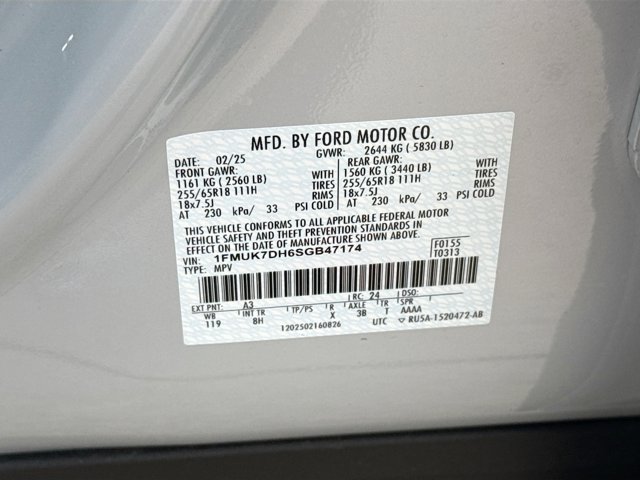 MFD. BY FORD MOTOR CO.
DATE: 02/25 GVWR: 2644 KG ( 5830 LB)
FRONT GAWR: REAR GAWR:
1161 KG ( 2560 LB) WITH 1560 KG ( 3440 LB) WITH
255/65R18 111H TIRES 255/65R18 111H TIRES
18x7.5J RIMS 18x7.5J RIMS
AT 230 kPa/ 33 PSI COLD AT 230 kPa/ 33 PSI COLD
THIS VEHICLE CONFORMS TO ALL APPLICABLE FEDERAL MOTOR
VEHICLE SAFETY AND THEFT PREVENTION STANDARDS IN
EFFECT ON THE DATE OF MANUFACTURE SHOWN ABOVE.
VIN: 1FMUK7DH6SGB47174 F0155
TYPE: MPV T0313
EXT PNT: A3 RC: 24 DSO:
WB INT TR TP/PS R AXLE TR SPR
119 8H X 3B T AAAA
1202502160826 UTC ▽ RU5A-1520472-AB